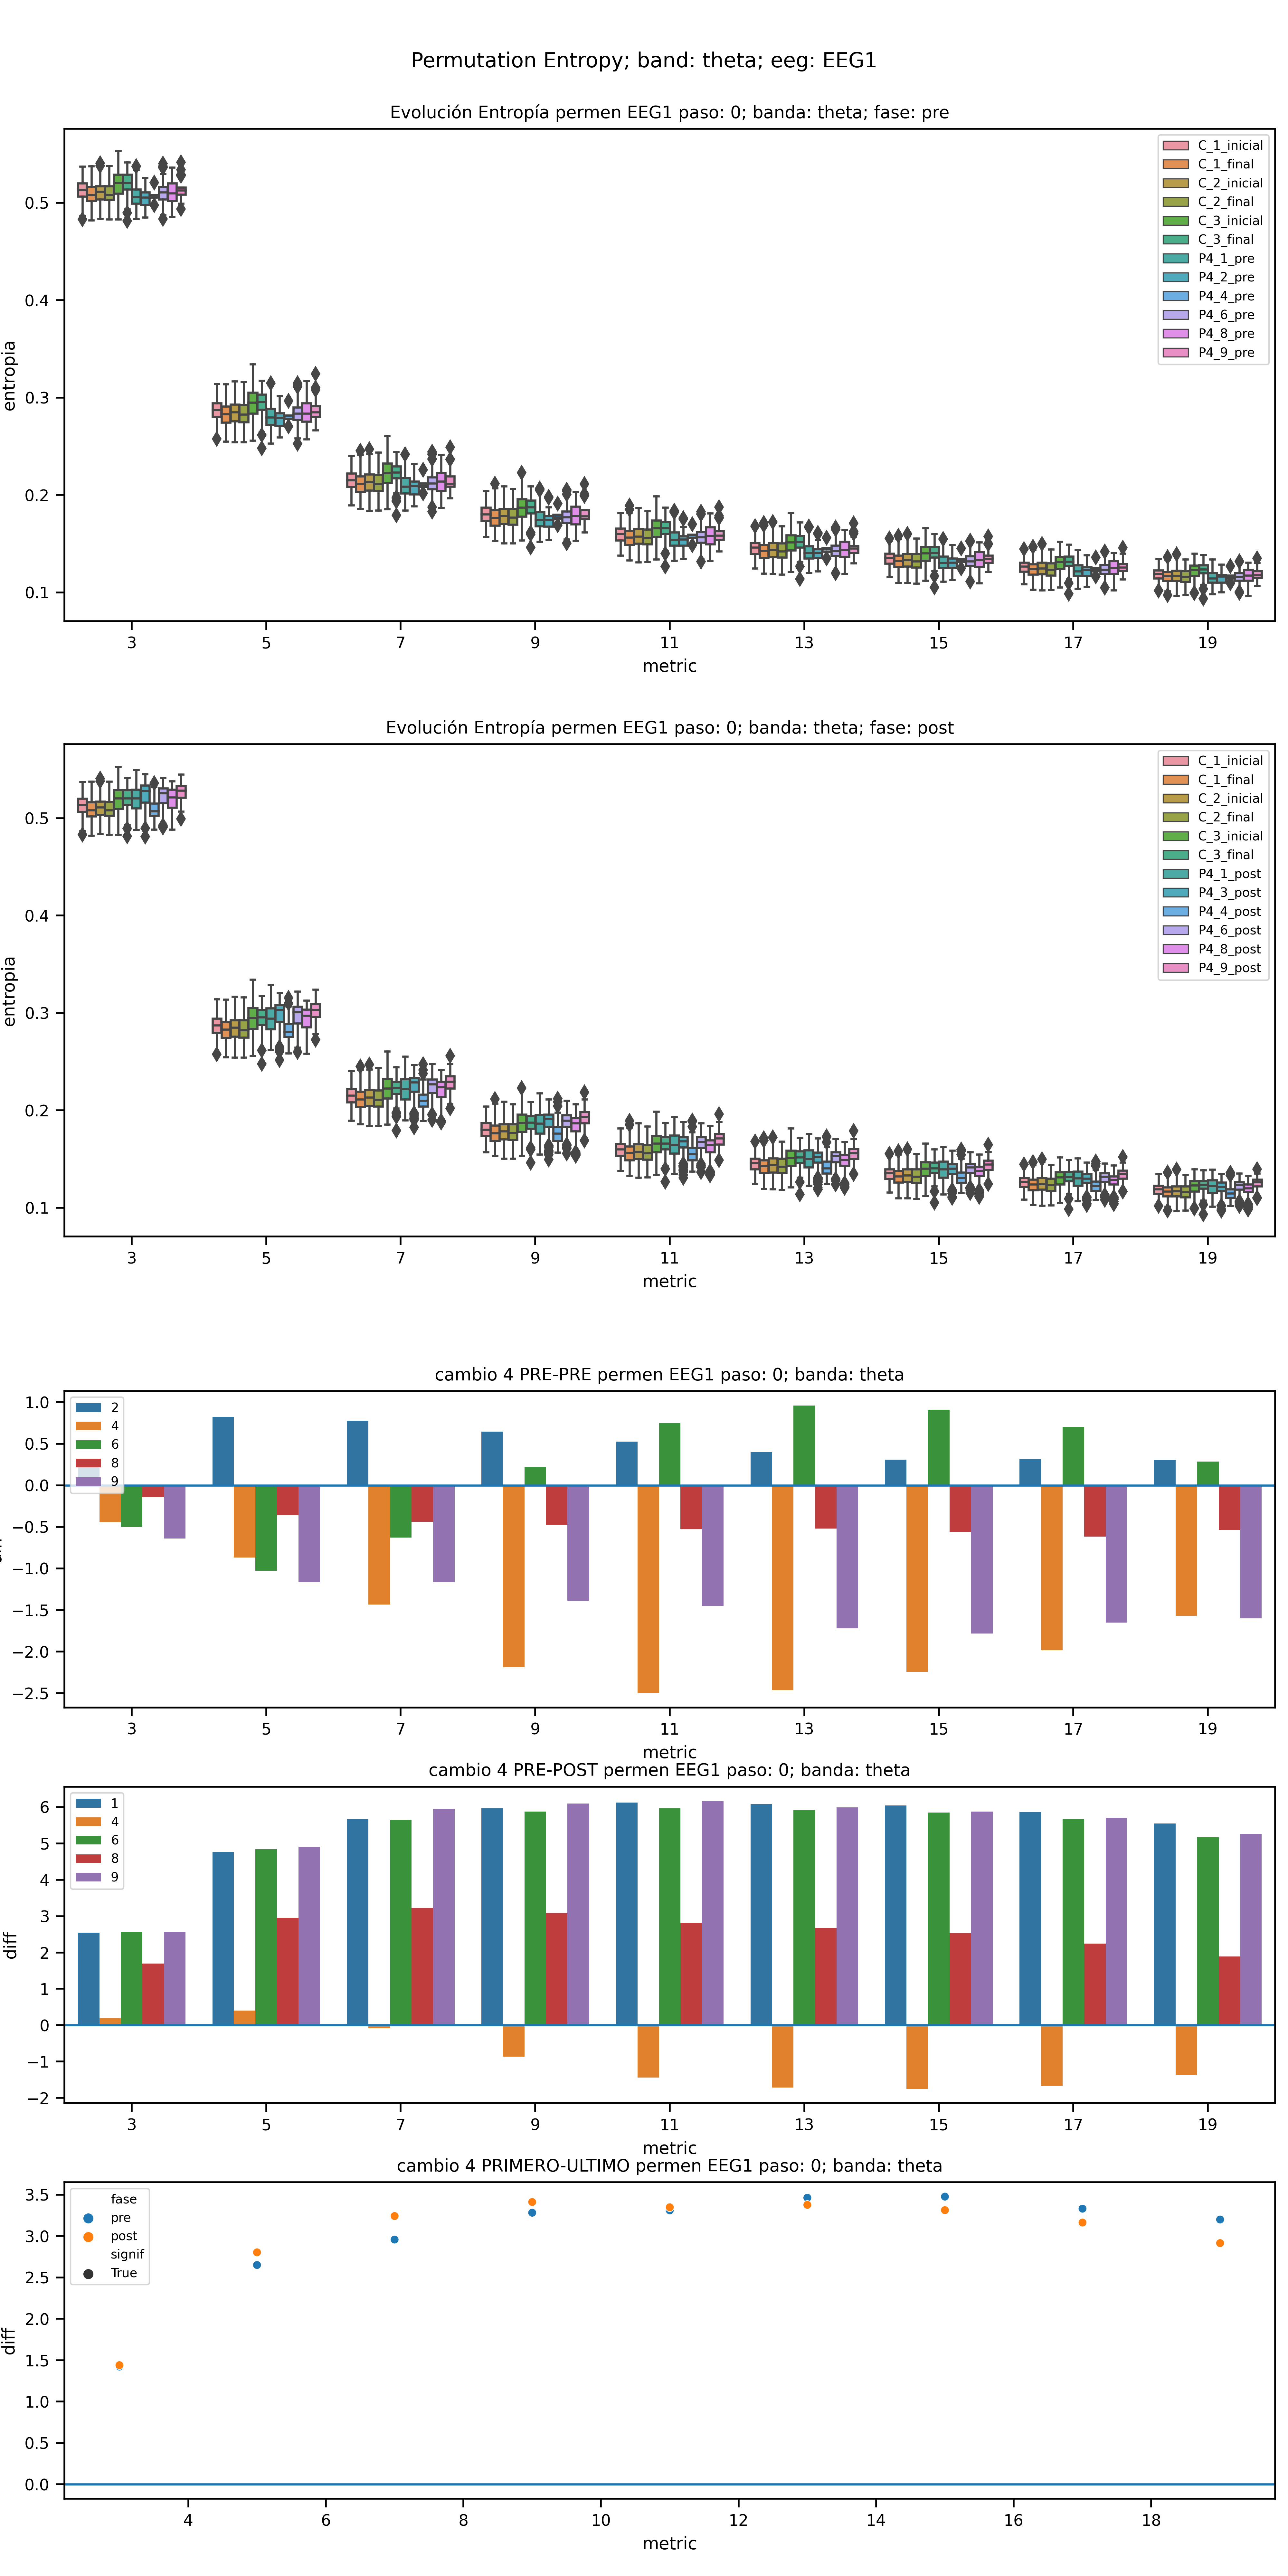 Permutation Entropy; band: theta; eeg: EEG1
Evolución Entropía permen EEG1 paso: 0; banda: theta; fase: pre
C_1_inicial
C_1_final
C_2_inicial
C_2_final
C_3_inicial
C_3_final
P4_1_pre
P4_2_pre
P4_4_pre
P4_6_pre
P4_8_pre
P4_9_pre
0.5
0.4
0.3
0.2
0.1
entropia
3 5 7 9 11 13 15 17 19
metric
Evolución Entropía permen EEG1 paso: 0; banda: theta; fase: post
C_1_inicial
C_1_final
C_2_inicial
C_2_final
C_3_inicial
C_3_final
P4_1_post
P4_3_post
P4_4_post
P4_6_post
P4_8_post
P4_9_post
0.5
0.4
0.3
0.2
0.1
entropia
3 5 7 9 11 13 15 17 19
metric
cambio 4 PRE-PRE permen EEG1 paso: 0; banda: theta
2
4
6
8
9
1.0
0.5
0.0
−0.5
−1.0
−1.5
−2.0
−2.5
3 5 7 9 11 13 15 17 19
metric
cambio 4 PRE-POST permen EEG1 paso: 0; banda: theta
1
4
6
8
9
6
5
4
3
2
1
0
−1
−2
diff
3 5 7 9 11 13 15 17 19
metric
cambio 4 PRIMERO-ULTIMO permen EEG1 paso: 0; banda: theta
fase
pre
post
signif
True
3.5
3.0
2.5
2.0
1.5
1.0
0.5
0.0
diff
4 6 8 10 12 14 16 18
metric